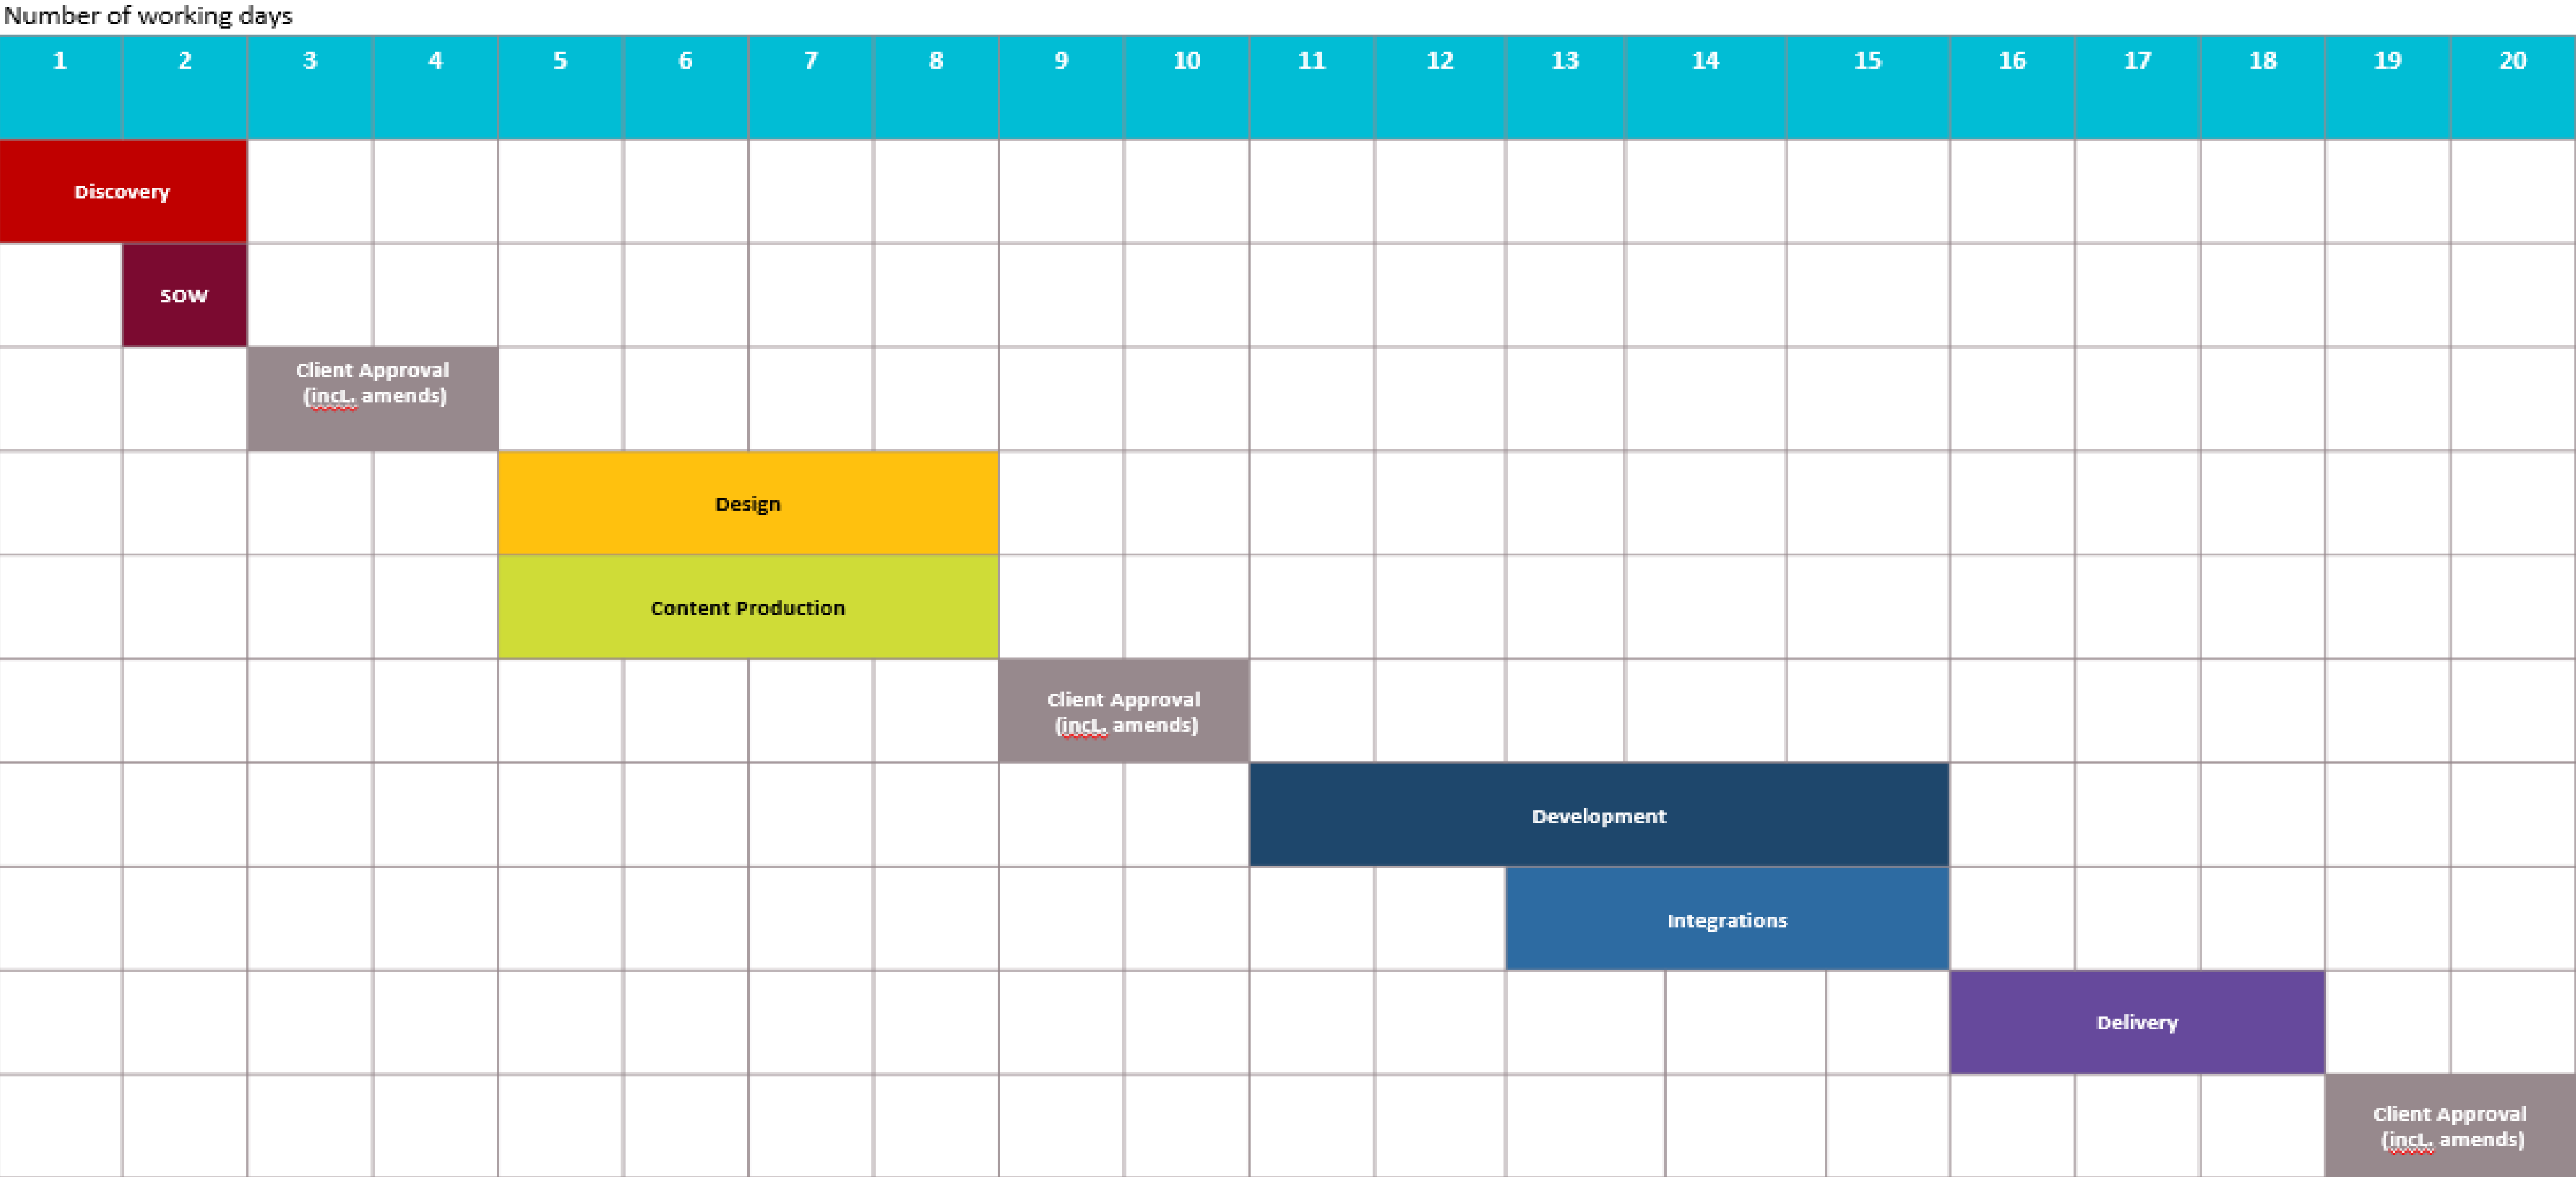 Number of working days
1 2 3 4 5 6 7 8 9 10 11 12 13 14 15 16 17 18 19 20
Discovery
SOW
Client Approval
(incl. amends)
Design
Content Production
Client Approval
(incl. amends)
Development
Integrations
Delivery
Client Approval
(incl. amends)